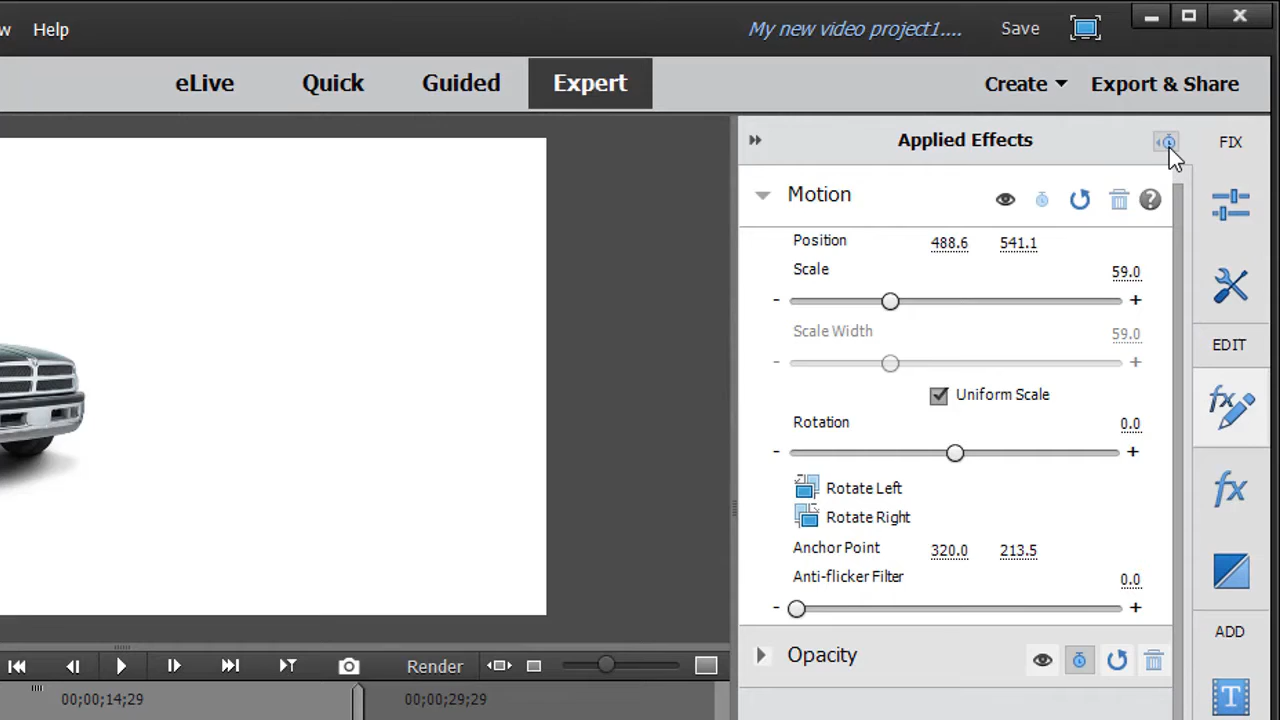 w Help My new video project1.... Save
eLive Quick Guided Expert Create Export & Share
Applied Effects FIX
Motion
Position 488.6 541.1
Scale 59.0
- +
Scale Width 59.0
- +
EDIT
Uniform Scale
Rotation 0.0
- +
Rotate Left
Rotate Right
Anchor Point 320.0 213.5
Anti-flicker Filter 0.0
- +
ADD
Opacity
Render
00;00;14;29 00;00;29;29